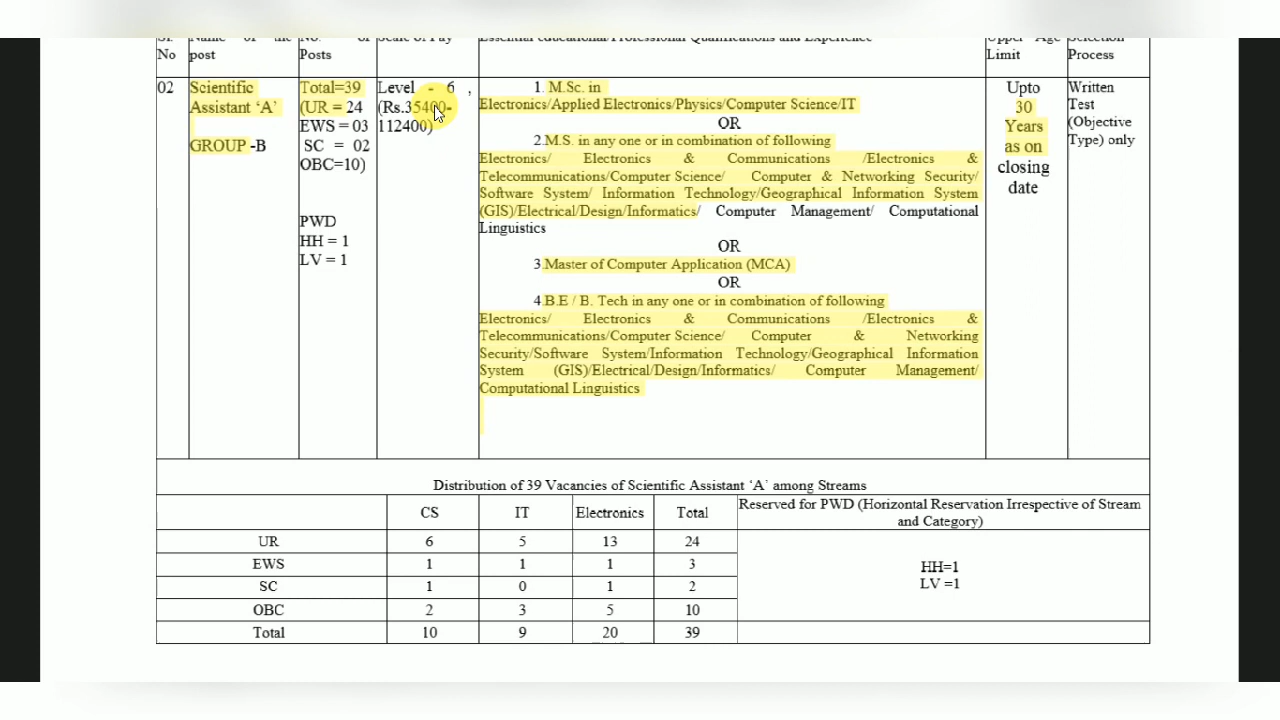 No
post
Posts
Limit
Process
02
Scientific
Assistant ‘A’
GROUP -B
Total=39
(UR = 24
EWS = 03
SC = 02
OBC=10)
PWD
HH = 1
LV = 1
Level - 6 ,
(Rs.35400-
112400)
1. M.Sc. in
Electronics/Applied Electronics/Physics/Computer Science/IT
OR
2.M.S. in any one or in combination of following
Electronics/ Electronics & Communications /Electronics &
Telecommunications/Computer Science/ Computer & Networking Security/
Software System/ Information Technology/Geographical Information System
(GIS)/Electrical/Design/Informatics/ Computer Management/ Computational
Linguistics
OR
3.Master of Computer Application (MCA)
OR
4.B.E / B. Tech in any one or in combination of following
Electronics/ Electronics & Communications /Electronics &
Telecommunications/Computer Science/ Computer & Networking
Security/Software System/Information Technology/Geographical Information
System (GIS)/Electrical/Design/Informatics/ Computer Management/
Computational Linguistics
Upto
30
Years
as on
closing
date
Written
Test
(Objective
Type) only
Distribution of 39 Vacancies of Scientific Assistant ‘A’ among Streams
CS IT Electronics Total Reserved for PWD (Horizontal Reservation Irrespective of Stream
and Category)
UR 6 5 13 24
EWS 1 1 1 3
HH=1
SC 1 0 1 2
LV =1
OBC 2 3 5 10
Total 10 9 20 39